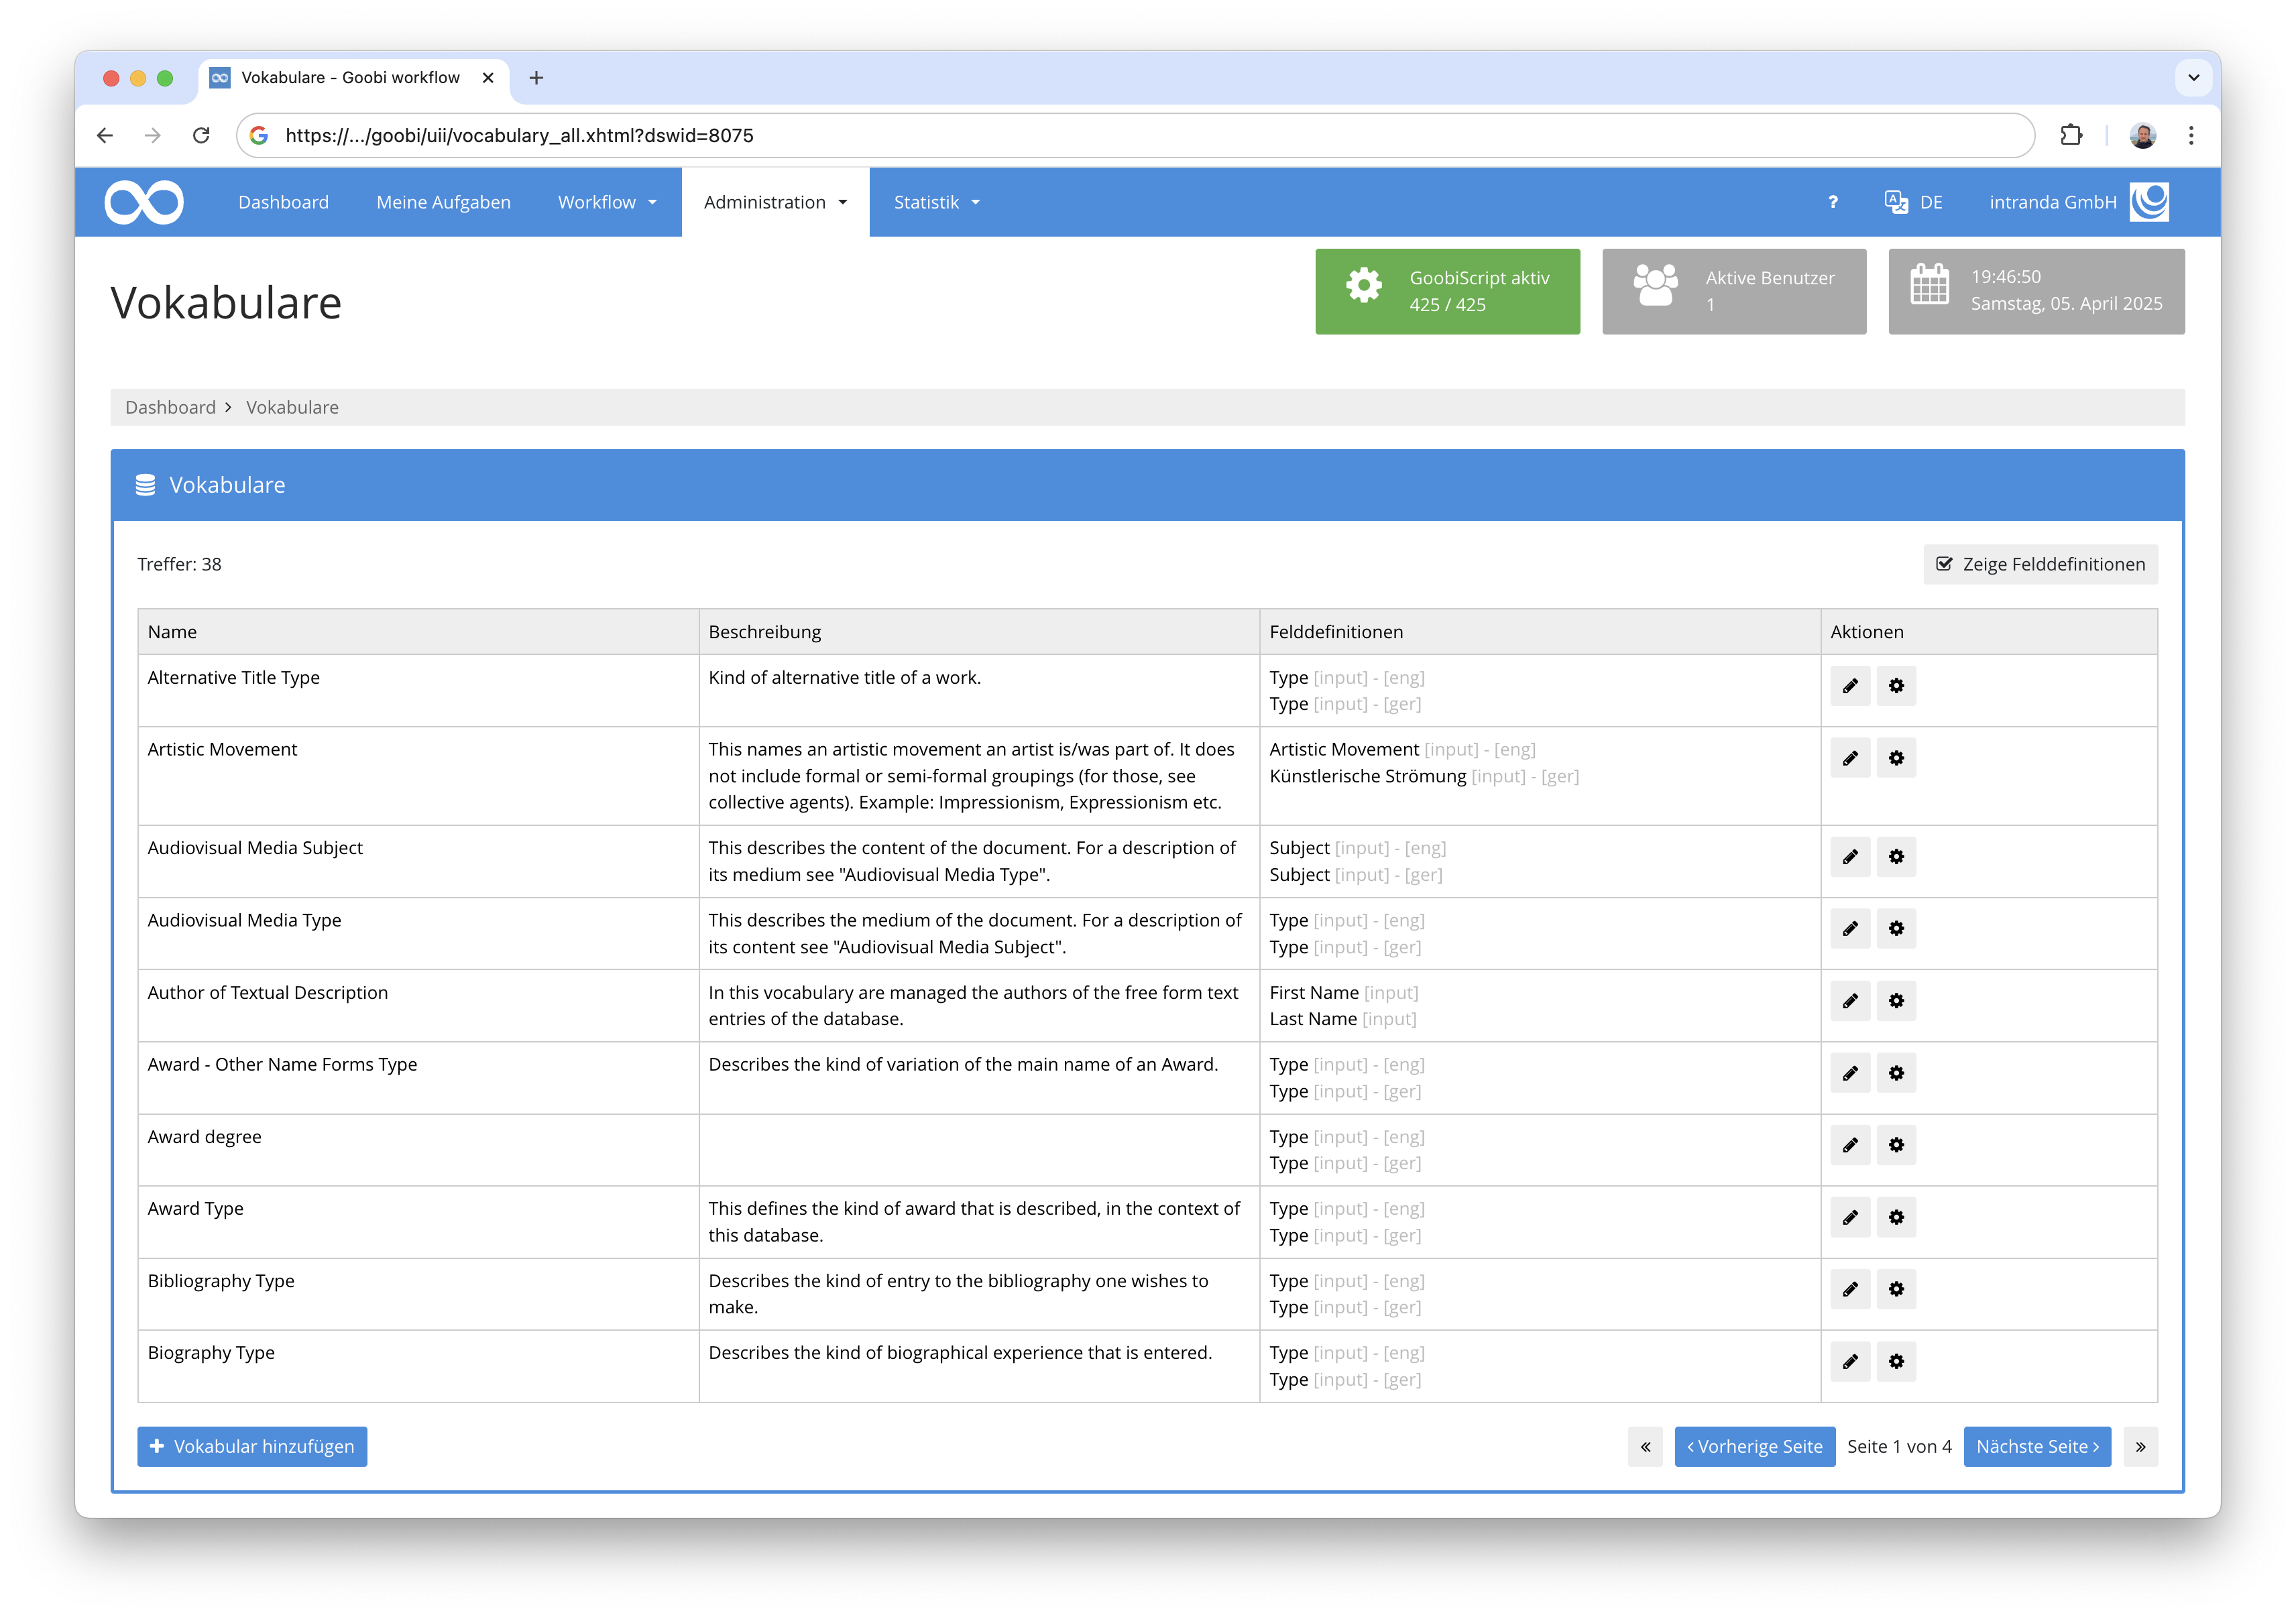 Vokabulare - Goobi workflow
https://.../goobi/uii/vocabulary_all.xhtml?dswid=8075
Dashboard
Meine Aufgaben
Workflow
Administration
Statistik
?
DE
intranda GmbH
Vokabulare
GoobiScript aktiv
425 / 425
Aktive Benutzer
1
19:46:50
Samstag, 05. April 2025
Dashboard
Vokabulare
Vokabulare
Treffer: 38
Zeige Felddefinitionen
Name
Beschreibung
Felddefinitionen
Aktionen
Alternative Title Type
Kind of alternative title of a work.
Type [input] - [eng]
Type [input] - [ger]
Artistic Movement
This names an artistic movement an artist is/was part of. It does
not include formal or semi-formal groupings (for those, see
collective agents). Example: Impressionism, Expressionism etc.
Artistic Movement [input] - [eng]
Künstlerische Strömung [input] - [ger]
Audiovisual Media Subject
This describes the content of the document. For a description of
its medium see "Audiovisual Media Type".
Subject [input] - [eng]
Subject [input] - [ger]
Audiovisual Media Type
This describes the medium of the document. For a description of
its content see "Audiovisual Media Subject".
Type [input] - [eng]
Type [input] - [ger]
Author of Textual Description
In this vocabulary are managed the authors of the free form text
entries of the database.
First Name [input]
Last Name [input]
Award - Other Name Forms Type
Describes the kind of variation of the main name of an Award.
Type [input] - [eng]
Type [input] - [ger]
Award degree
Type [input] - [eng]
Type [input] - [ger]
Award Type
This defines the kind of award that is described, in the context of
this database.
Type [input] - [eng]
Type [input] - [ger]
Bibliography Type
Describes the kind of entry to the bibliography one wishes to
make.
Type [input] - [eng]
Type [input] - [ger]
Biography Type
Describes the kind of biographical experience that is entered.
Type [input] - [eng]
Type [input] - [ger]
Vokabular hinzufügen
«
‹ Vorherige Seite
Seite 1 von 4
Nächste Seite ›
»